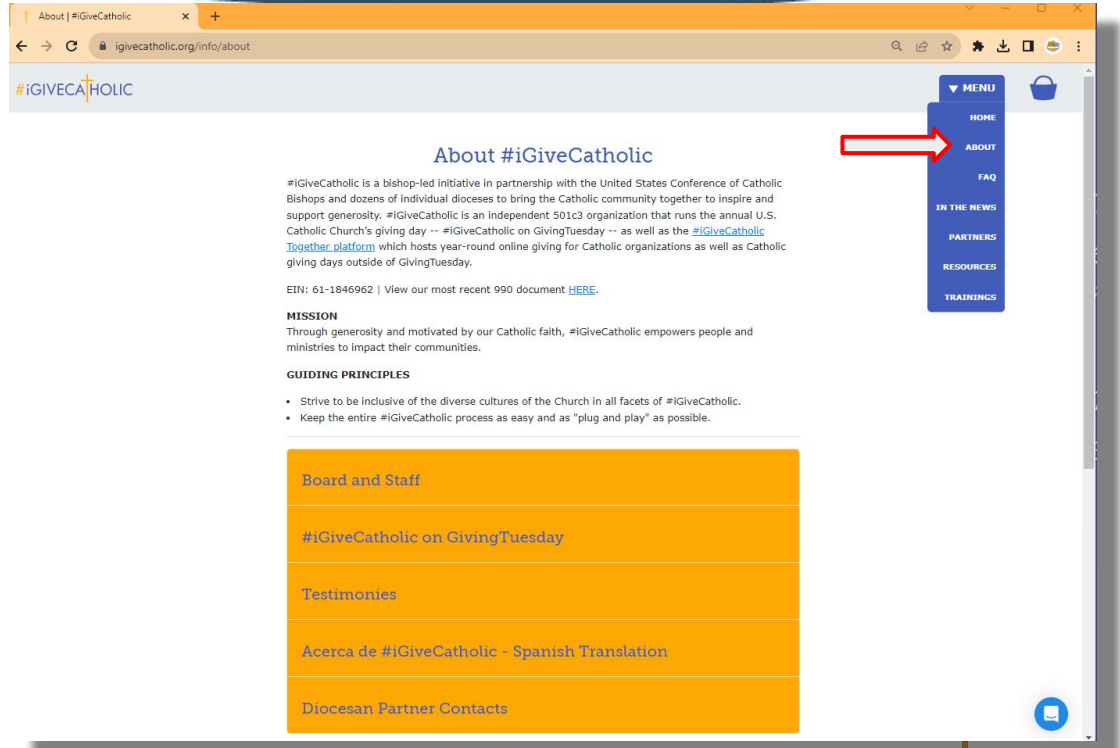 About | #iGiveCatholic
igivecatholic.org/info/about
#iGIVECATHOLIC
MENU
HOME
ABOUT
FAQ
IN THE NEWS
PARTNERS
RESOURCES
TRAININGS
About #iGiveCatholic
#iGiveCatholic is a bishop-led initiative in partnership with the United States Conference of Catholic
Bishops and dozens of individual dioceses to bring the Catholic community together to inspire and
support generosity. #iGiveCatholic is an independent 501c3 organization that runs the annual U.S.
Catholic Church's giving day -- #iGiveCatholic on GivingTuesday -- as well as the #iGiveCatholic
Together platform which hosts year-round online giving for Catholic organizations as well as Catholic
giving days outside of GivingTuesday.
EIN: 61-1846962 | View our most recent 990 document HERE.
MISSION
Through generosity and motivated by our Catholic faith, #iGiveCatholic empowers people and
ministries to impact their communities.
GUIDING PRINCIPLES
• Strive to be inclusive of the diverse cultures of the Church in all facets of #iGiveCatholic.
• Keep the entire #iGiveCatholic process as easy and as "plug and play" as possible.
Board and Staff
#iGiveCatholic on GivingTuesday
Testimonies
Acerca de #iGiveCatholic - Spanish Translation
Diocesan Partner Contacts